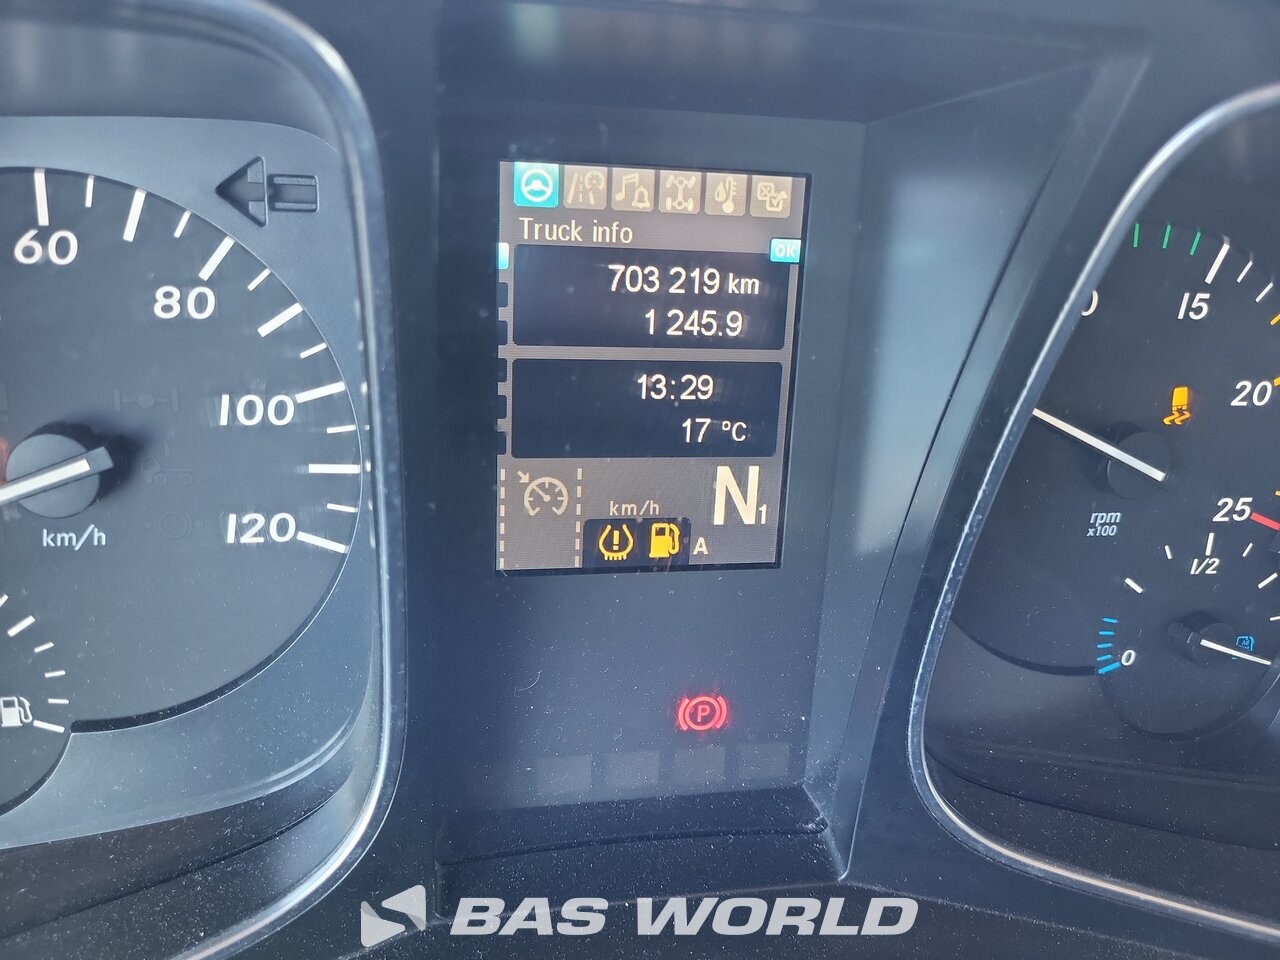 Truck info
OK
703 219 km
1 245.9
13:29
17 °C
km/h
N1
A
P
60
80
100
120
km/h
15
20
25
rpm
x100
1/2
0
BAS WORLD